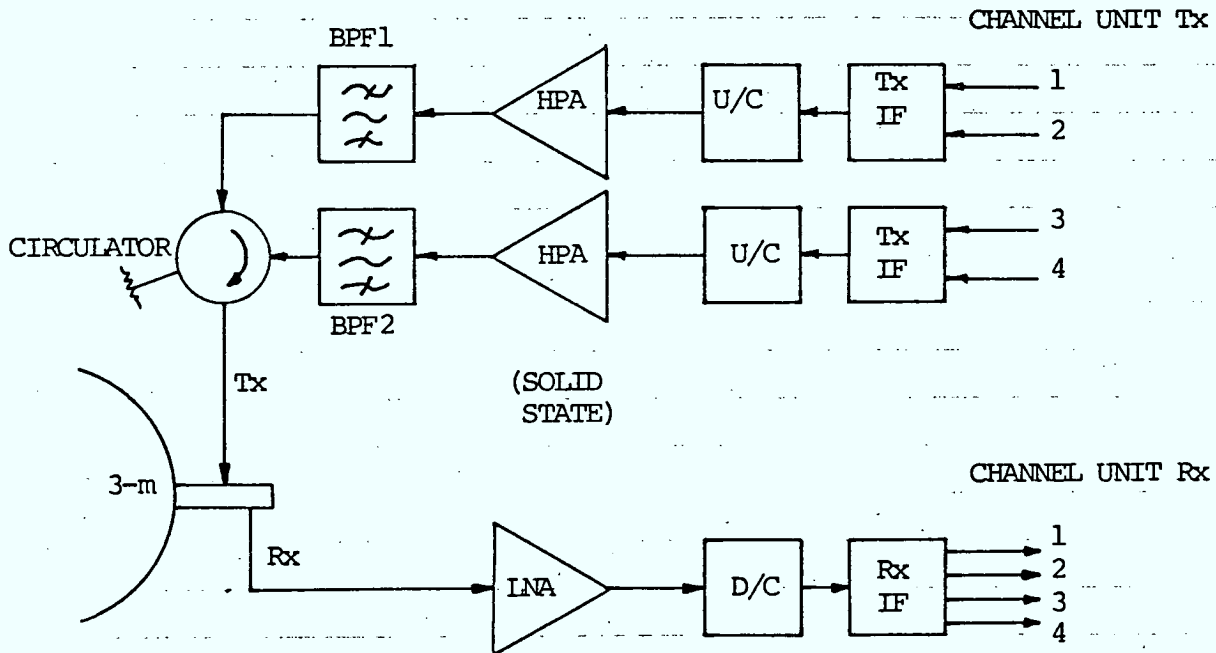 CHANNEL UNIT Tx
BPF1
HPA
U/C
Tx
IF
1
2
CIRCULATOR
BPF2
HPA
U/C
Tx
IF
3
4
Tx
(SOLID
STATE)
3-m
Rx
CHANNEL UNIT Rx
LNA
D/C
Rx
IF
1
2
3
4